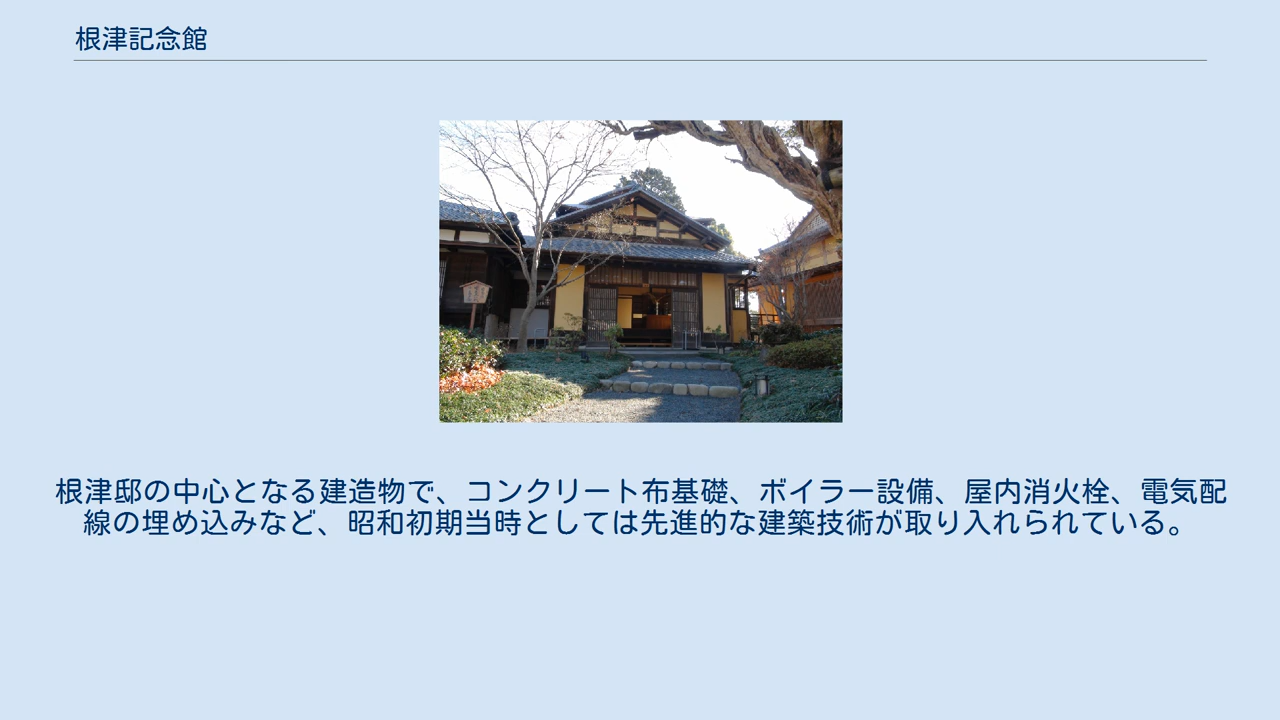 根津記念館
根津邸の中心となる建造物で、コンクリート布基礎、ボイラー設備、屋内消火栓、電気配
線の埋め込みなど、昭和初期当時としては先進的な建築技術が取り入れられている。